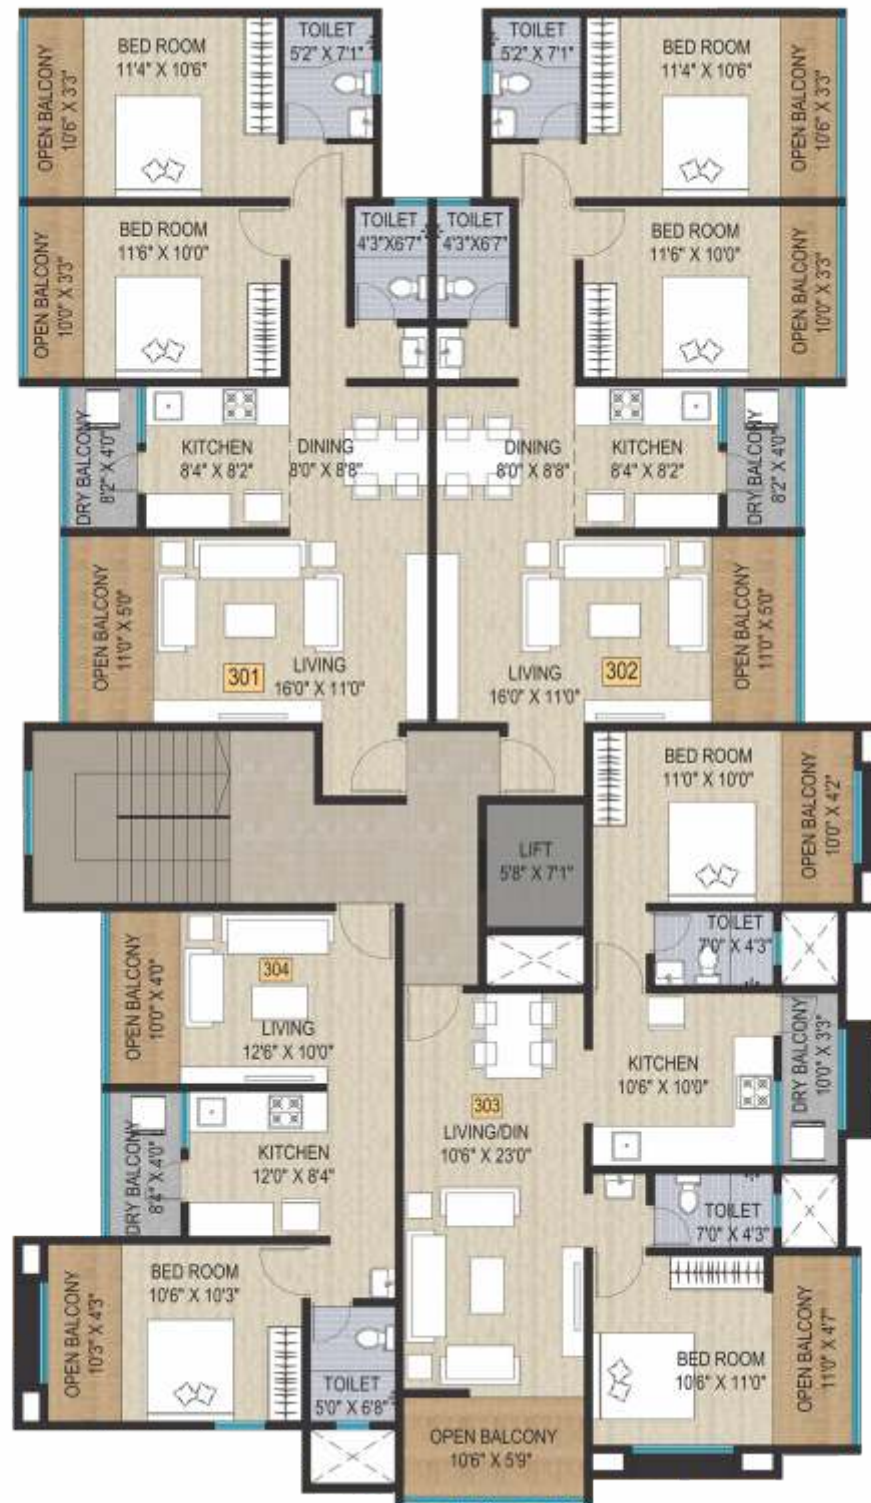 TOILET
5'2" X 7'1"
BED ROOM
11'4" X 10'6"
OPEN BALCONY
10'6" X 3'3"
TOILET
5'2" X 7'1"
BED ROOM
11'4" X 10'6"
OPEN BALCONY
10'6" X 3'3"
BED ROOM
11'6" X 10'0"
OPEN BALCONY
10'0" X 3'3"
TOILET
4'3"X6'7"
TOILET
4'3"X6'7"
BED ROOM
11'6" X 10'0"
OPEN BALCONY
10'0" X 3'3"
DRY BALCONY
8'2" X 4'0"
KITCHEN
8'4" X 8'2"
DINING
8'0" X 8'8"
DINING
8'0" X 8'8"
KITCHEN
8'4" X 8'2"
DRY BALCONY
8'2" X 4'0"
OPEN BALCONY
11'0" X 5'0"
301
LIVING
16'0" X 11'0"
302
LIVING
16'0" X 11'0"
OPEN BALCONY
11'0" X 5'0"
BED ROOM
11'0" X 10'0"
OPEN BALCONY
10'0" X 4'2"
LIFT
5'8" X 7'1"
TOILET
7'0" X 4'3"
OPEN BALCONY
10'0" X 4'0"
304
LIVING
12'6" X 10'0"
KITCHEN
10'6" X 10'0"
DRY BALCONY
10'0" X 3'3"
303
LIVING/DIN
10'6" X 23'0"
DRY BALCONY
8'4" X 4'0"
KITCHEN
12'0" X 8'4"
TOILET
7'0" X 4'3"
BED ROOM
10'6" X 10'3"
OPEN BALCONY
10'3" X 4'3"
TOILET
5'0" X 6'8"
BED ROOM
10'6" X 11'0"
OPEN BALCONY
11'0" X 4'7"
OPEN BALCONY
10'6" X 5'9"